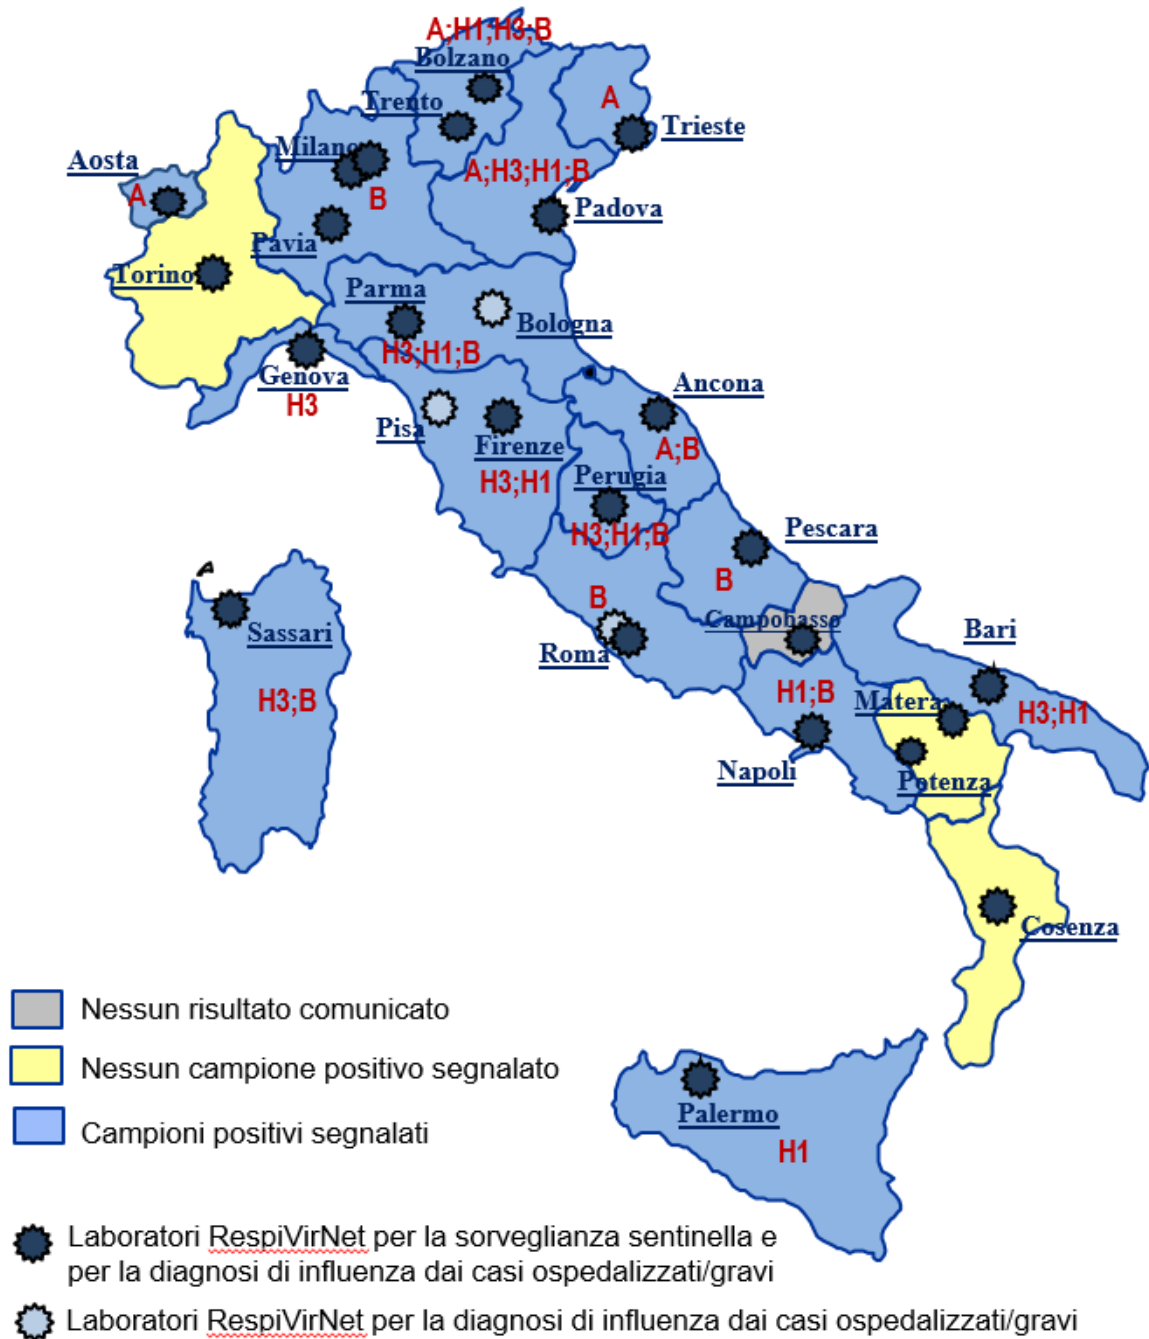 A;H1;H3;B
Bolzano
Trento
A
Trieste
Milano
Aosta
A
A;H3;H1;B
B
Padova
Pavia
Torino
Parma
Bologna
H3;H1;B
Genova
H3
Ancona
Pisa
Firenze
A;B
H3;H1
Perugia
H3;H1;B
Pescara
A
B
B
Campobasso
Sassari
Roma
Bari
H3;B
H1;B
Matera
H3;H1
Napoli
Potenza
Cosenza
Nessun risultato comunicato
Nessun campione positivo segnalato
Campioni positivi segnalati
Palermo
H1
Laboratori RespiVirNet per la sorveglianza sentinella e
per la diagnosi di influenza dai casi ospedalizzati/gravi
Laboratori RespiVirNet per la diagnosi di influenza dai casi ospedalizzati/gravi